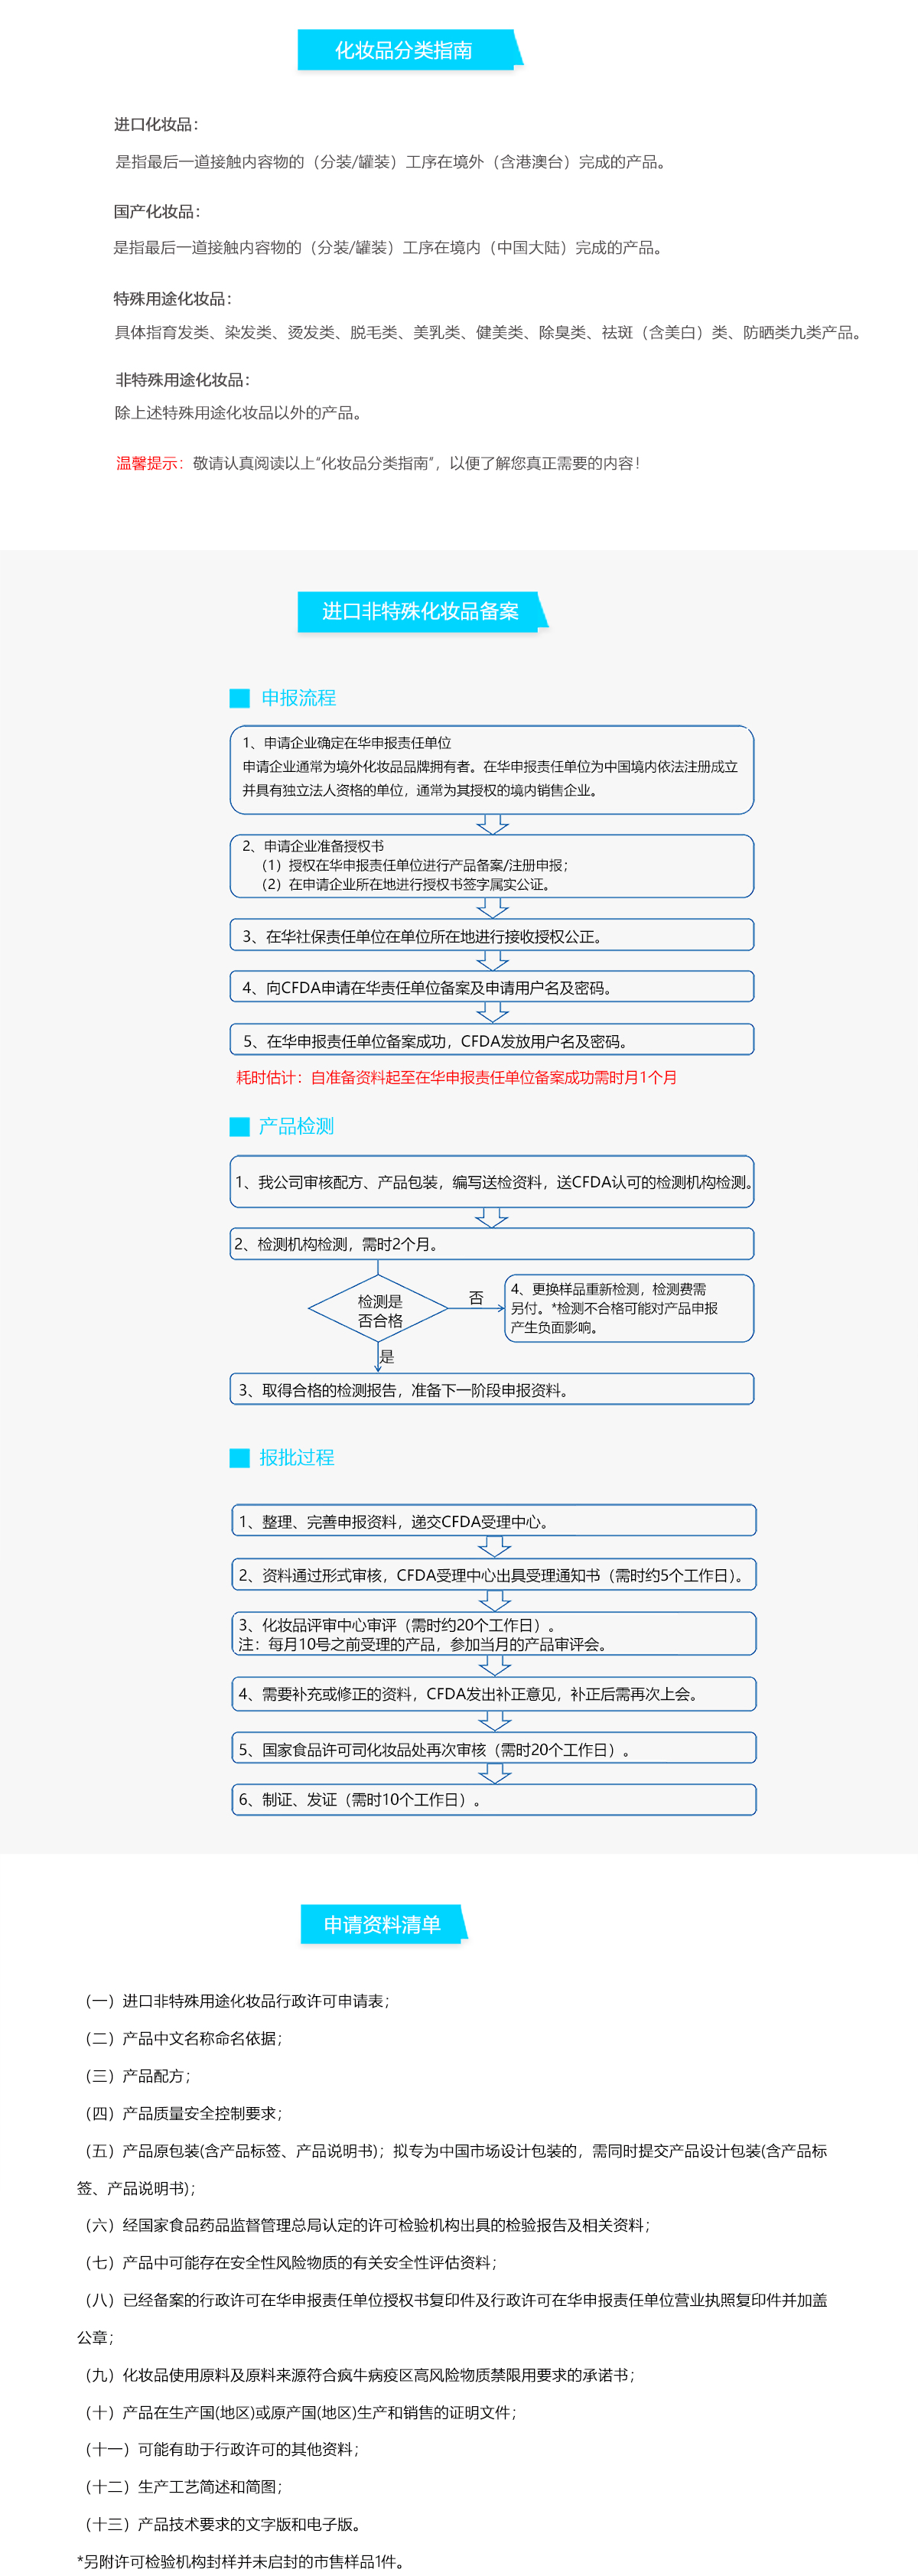 化妆品分类指南
进口化妆品：
是指最后一道接触内容物的（分装/罐装）工序在境外（含港澳台）完成的产品。
国产化妆品：
是指最后一道接触内容物的（分装/罐装）工序在境内（中国大陆）完成的产品。
特殊用途化妆品：
具体指育发类、染发类、烫发类、脱毛类、美乳类、健美类、除臭类、祛斑（含美白）类、防晒类九类产品。
非特殊用途化妆品：
除上述特殊用途化妆品以外的产品。
温馨提示：敬请认真阅读以上“化妆品分类指南”，以便了解您真正需要的内容！
进口非特殊化妆品备案
申报流程
1、申请企业确定在华申报责任单位
申请企业通常为境外化妆品品牌拥有者。在华申报责任单位为中国境内依法注册成立
并具有独立法人资格的单位，通常为其授权的境内销售企业。
2、申请企业准备授权书
（1）授权在华申报责任单位进行产品备案/注册申报；
（2）在申请企业所在地进行授权书签字属实公证。
3、在华社保责任单位在单位所在地进行接收授权公正。
4、向CFDA申请在华责任单位备案及申请用户名及密码。
5、在华申报责任单位备案成功，CFDA发放用户名及密码。
耗时估计：自准备资料起至在华申报责任单位备案成功需时月1个月
产品检测
1、我公司审核配方、产品包装，编写送检资料，送CFDA认可的检测机构检测。
2、检测机构检测，需时2个月。
检测是
否合格
否
4、更换样品重新检测，检测费需
另付。*检测不合格可能对产品申报
产生负面影响。
是
3、取得合格的检测报告，准备下一阶段申报资料。
报批过程
1、整理、完善申报资料，递交CFDA受理中心。
2、资料通过形式审核，CFDA受理中心出具受理通知书（需时约5个工作日）。
3、化妆品评审中心审评（需时约20个工作日）。
注：每月10号之前受理的产品，参加当月的产品审评会。
4、需要补充或修正的资料，CFDA发出补正意见，补正后需再次上会。
5、国家食品许可司化妆品处再次审核（需时20个工作日）。
6、制证、发证（需时10个工作日）。
申请资料清单
（一）进口非特殊用途化妆品行政许可申请表；
（二）产品中文名称命名依据；
（三）产品配方；
（四）产品质量安全控制要求；
（五）产品原包装(含产品标签、产品说明书)；拟专为中国市场设计包装的，需同时提交产品设计包装(含产品标
签、产品说明书)；
（六）经国家食品药品监督管理总局认定的许可检验机构出具的检验报告及相关资料；
（七）产品中可能存在安全性风险物质的有关安全性评估资料；
（八）已经备案的行政许可在华申报责任单位授权书复印件及行政许可在华申报责任单位营业执照复印件并加盖
公章；
（九）化妆品使用原料及原料来源符合疯牛病疫区高风险物质禁限用要求的承诺书；
（十）产品在生产国(地区)或原产国(地区)生产和销售的证明文件；
（十一）可能有助于行政许可的其他资料；
（十二）生产工艺简述和简图；
（十三）产品技术要求的文字版和电子版。
*另附许可检验机构封样并未启封的市售样品1件。